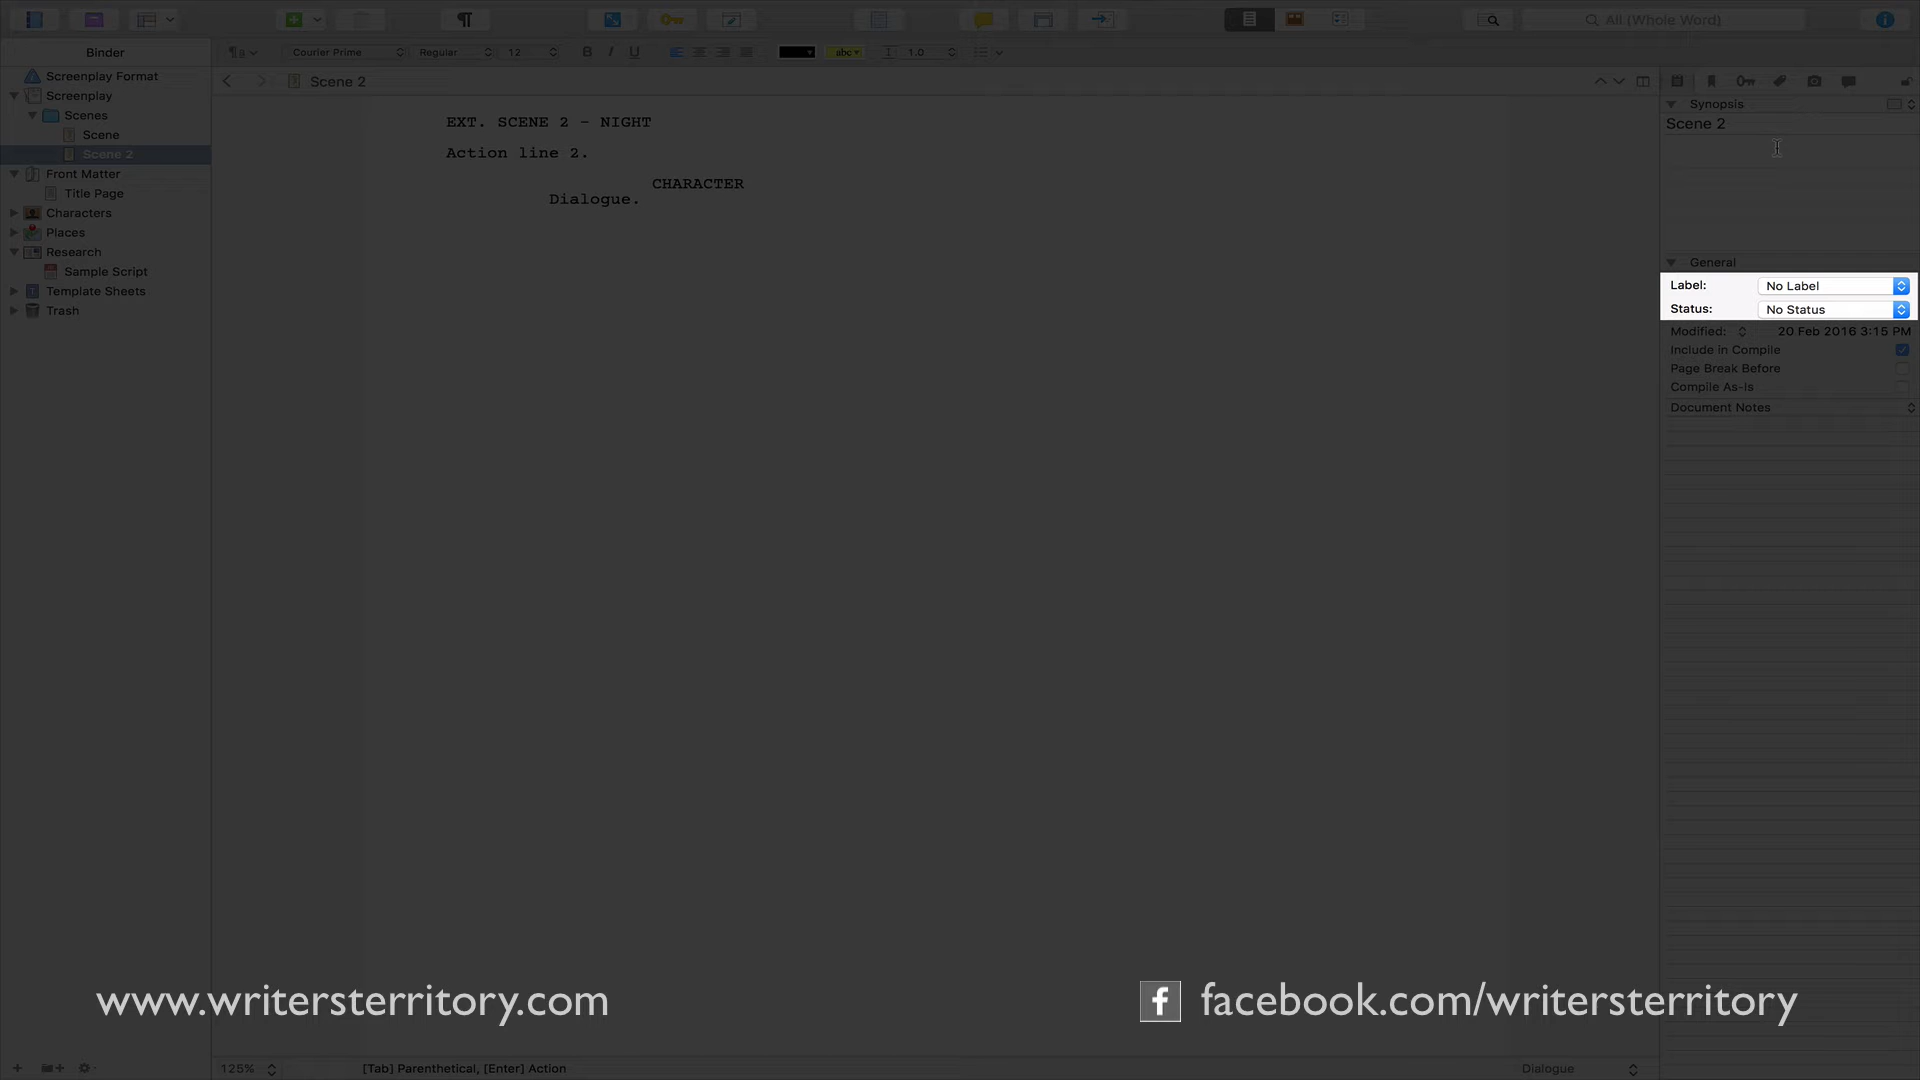 All (Whole Word)
Binder
Courier Prime
Regular
12
B
I
U
abc
1.0
Screenplay Format
Screenplay
Scenes
Scene
Scene 2
Front Matter
Title Page
Characters
Places
Research
Sample Script
Template Sheets
Trash
Scene 2
EXT. SCENE 2 - NIGHT
Action line 2.
CHARACTER
Dialogue.
Synopsis
Scene 2
General
Label: No Label
Status: No Status
Modified: 20 Feb 2016 3:15 PM
Include in Compile
Page Break Before
Compile As-Is
Document Notes
www.writersterritory.com
f facebook.com/writersterritory
125%
[Tab] Parenthetical, [Enter] Action
Dialogue